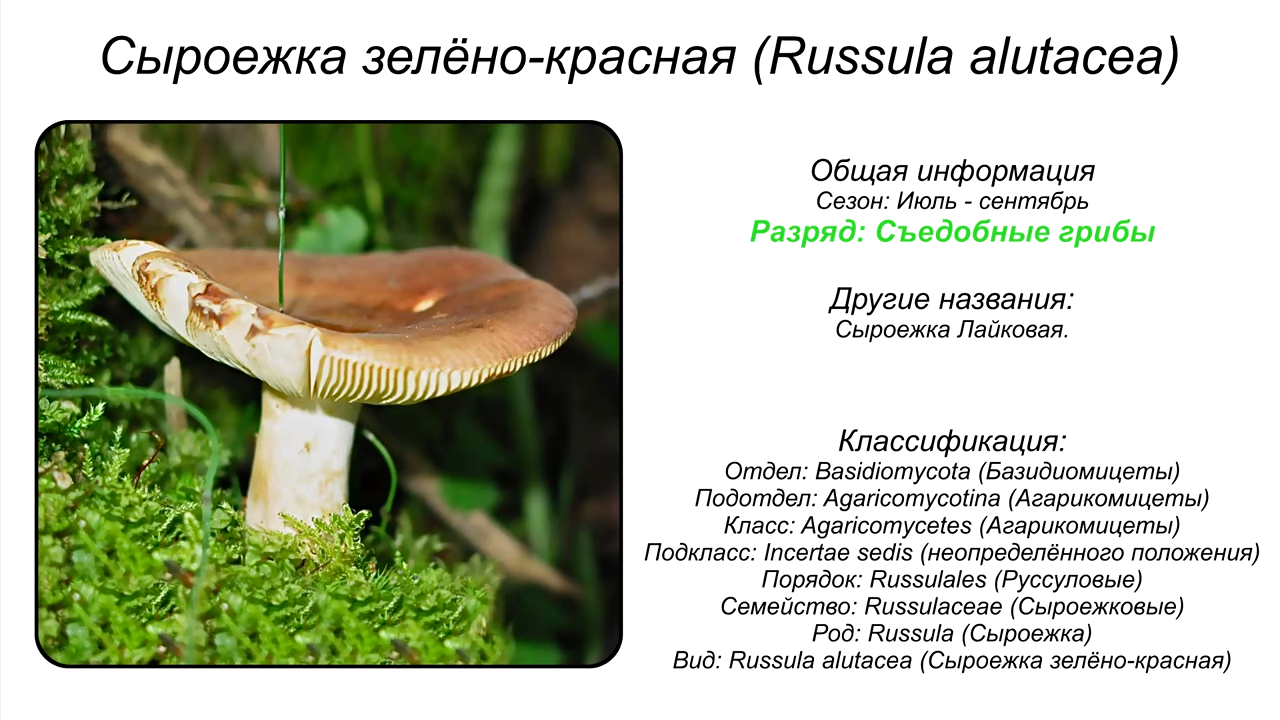 Сыроежка зелёно-красная (Russula alutacea)
Общая информация
Сезон: Июль - сентябрь
Разряд: Съедобные грибы
Другие названия:
Сыроежка Лайковая.
Классификация:
Отдел: Basidiomycota (Базидиомицеты)
Подотдел: Agaricomycotina (Агарикомицеты)
Класс: Agaricomycetes (Агарикомицеты)
Подкласс: Incertae sedis (неопределённого положения)
Порядок: Russulales (Руссуловые)
Семейство: Russulaceae (Сыроежковые)
Род: Russula (Сыроежка)
Вид: Russula alutacea (Сыроежка зелёно-красная)